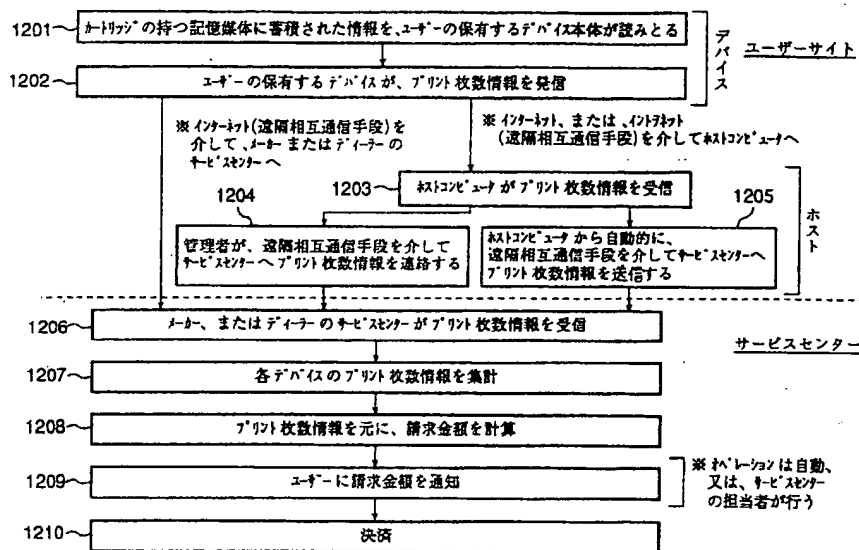 1201
カートリッジの持つ記憶媒体に蓄積された情報を、ユーザーの保有するデバイス本体が読みとる
デバイス
ユーザーサイト
1202
ユーザーの保有するデバイスが、プリント枚数情報を発信
※インターネット(遠隔相互通信手段)を
介して、メーカーまたはディーラーの
サービスセンターへ
※インターネット、または、イントラネット
(遠隔相互通信手段)を介してホストコンピュータへ
1203
ホストコンピュータがプリント枚数情報を受信
1204
管理者が、遠隔相互通信手段を介して
サービスセンターへプリント枚数情報を連絡する
1205
ホストコンピュータから自動的に、
遠隔相互通信手段を介してサービスセンターへ
プリント枚数情報を送信する
ホスト
1206
メーカー、またはディーラーのサービスセンターがプリント枚数情報を受信
サービスセンター
1207
各デバイスのプリント枚数情報を集計
1208
プリント枚数情報を元に、請求金額を計算
1209
ユーザーに請求金額を通知
※オペレーションは自動、
又は、サービスセンター
の担当者が行う
1210
決済